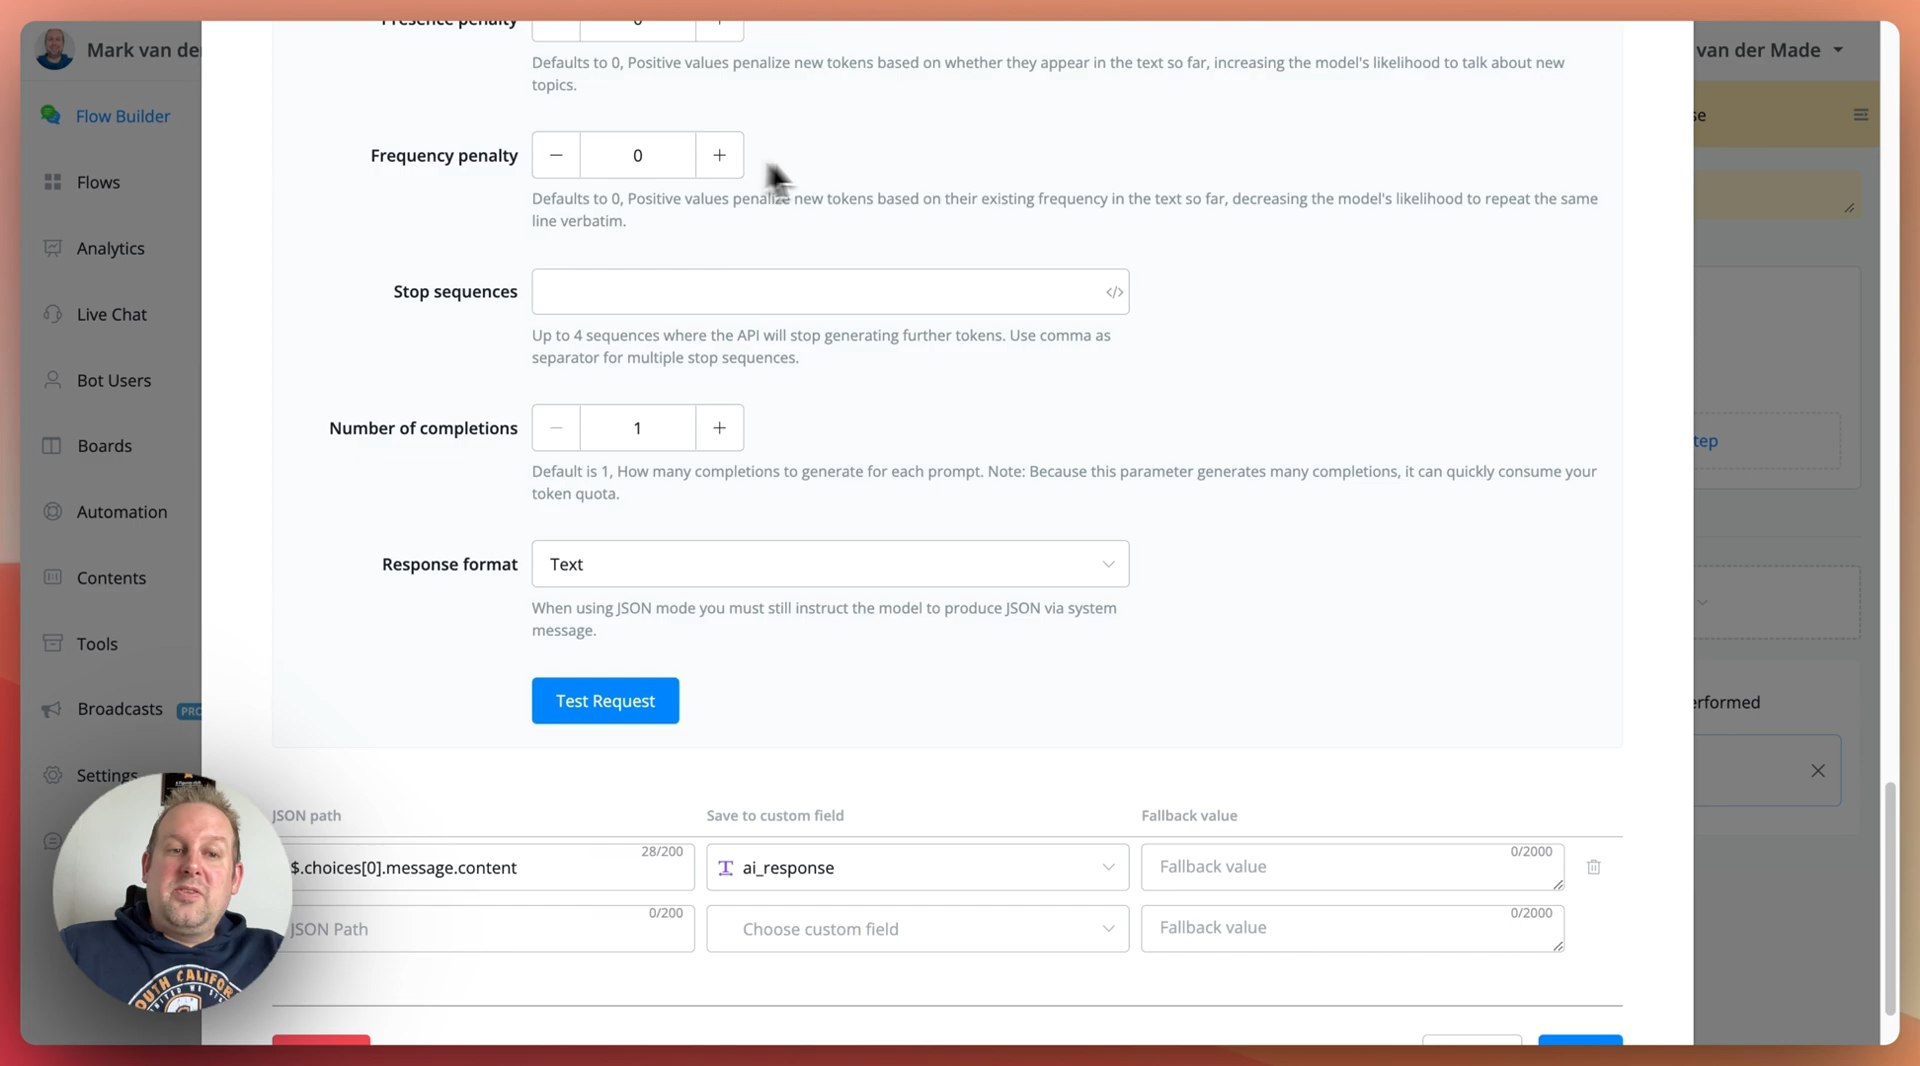 Mark van der
van der Made
Flow Builder
Flows
Analytics
Live Chat
Bot Users
Boards
Automation
Contents
Tools
Broadcasts PRO
Settings
Presence penalty
0
Defaults to 0, Positive values penalize new tokens based on whether they appear in the text so far, increasing the model's likelihood to talk about new
topics.
Frequency penalty
0
Defaults to 0, Positive values penalize new tokens based on their existing frequency in the text so far, decreasing the model's likelihood to repeat the same
line verbatim.
Stop sequences
</>
Up to 4 sequences where the API will stop generating further tokens. Use comma as
separator for multiple stop sequences.
Number of completions
1
Default is 1, How many completions to generate for each prompt. Note: Because this parameter generates many completions, it can quickly consume your
token quota.
Response format
Text
When using JSON mode you must still instruct the model to produce JSON via system
message.
Test Request
JSON path
Save to custom field
Fallback value
$.choices[0].message.content
28/200
ai_response
Fallback value
0/2000
JSON Path
0/200
Choose custom field
Fallback value
0/2000
se
tep
erformed
OUTH CALIFOR